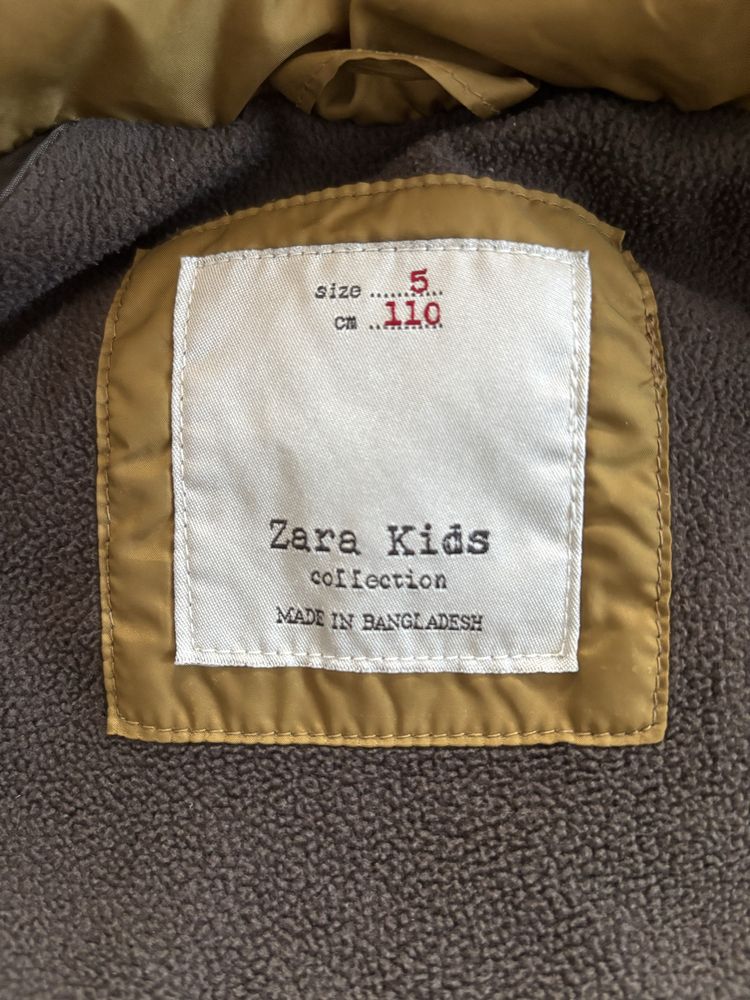 size ...... 5 ..
cm .. 110
Zara Kids
collection
MADE IN BANGLADESH